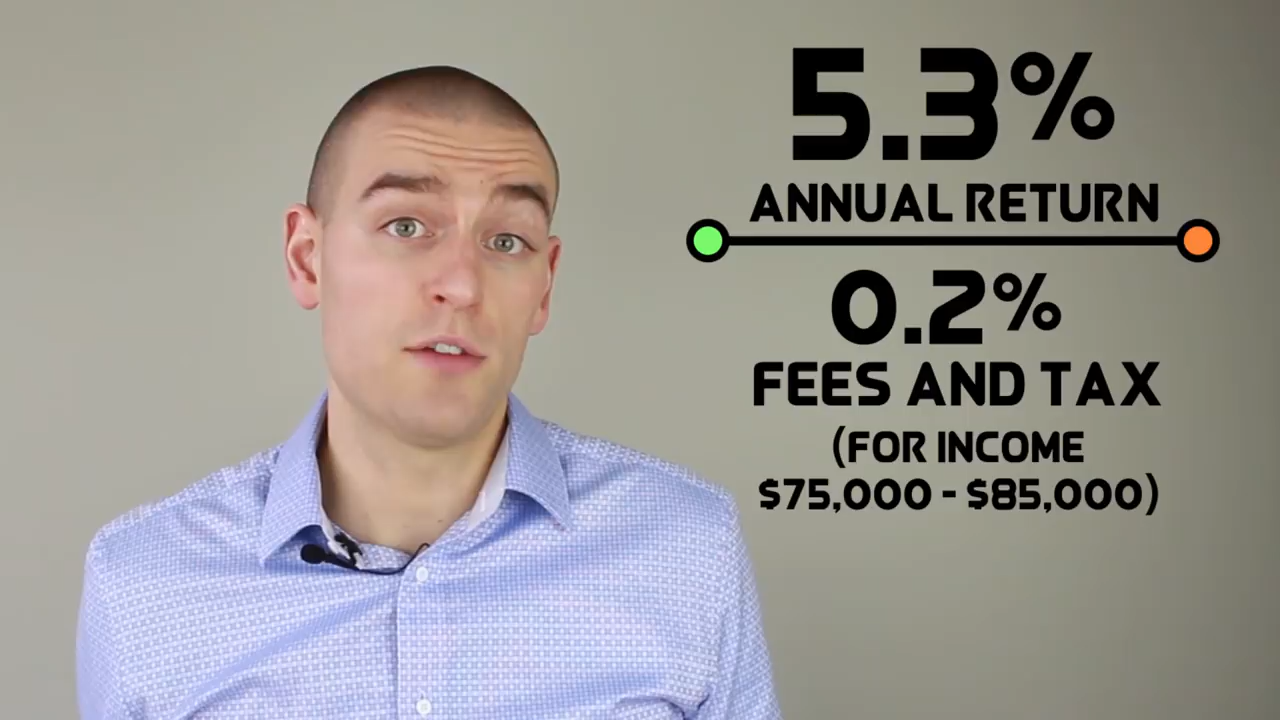 5.3%
ANNUAL RETURN
0.2%
FEES AND TAX
(FOR INCOME
$75,000 - $85,000)